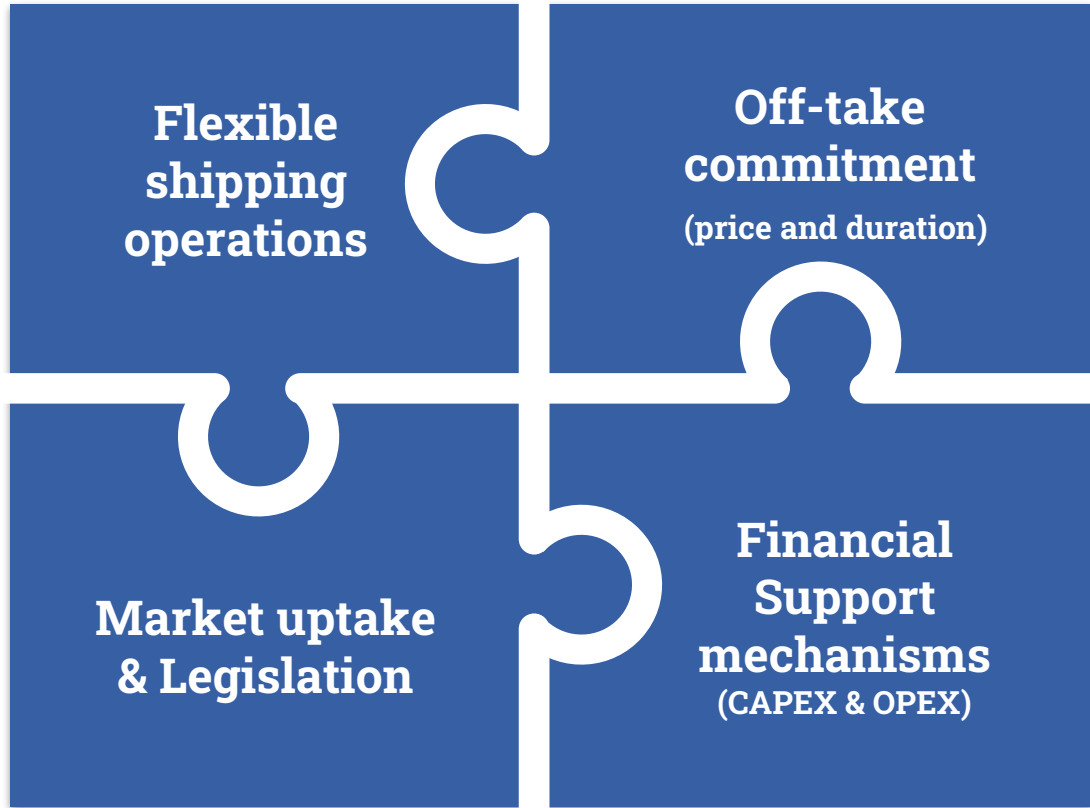 Flexible
shipping
operations
Off-take
commitment
(price and duration)
Market uptake
& Legislation
Financial
Support
mechanisms
(CAPEX & OPEX)